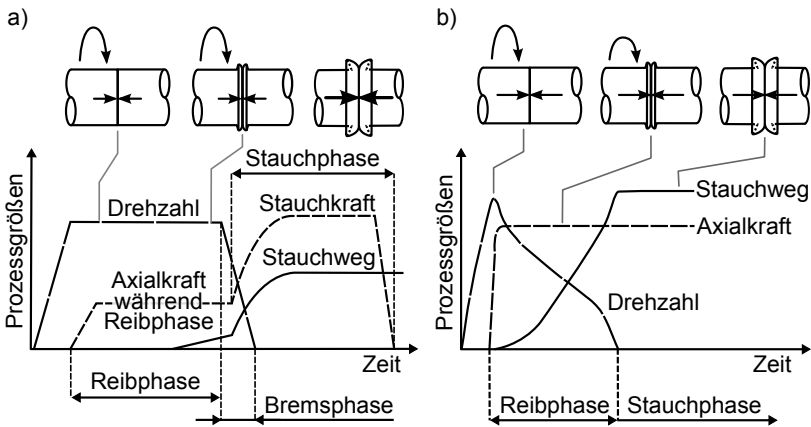 a)
Stauchphase
Drehzahl
Stauchkraft
Axialkraft
während
Reibphase
Stauchweg
Prozessgrößen
Zeit
Reibphase
Bremsphase
b)
Stauchweg
Axialkraft
Drehzahl
Prozessgrößen
Zeit
Reibphase
Stauchphase